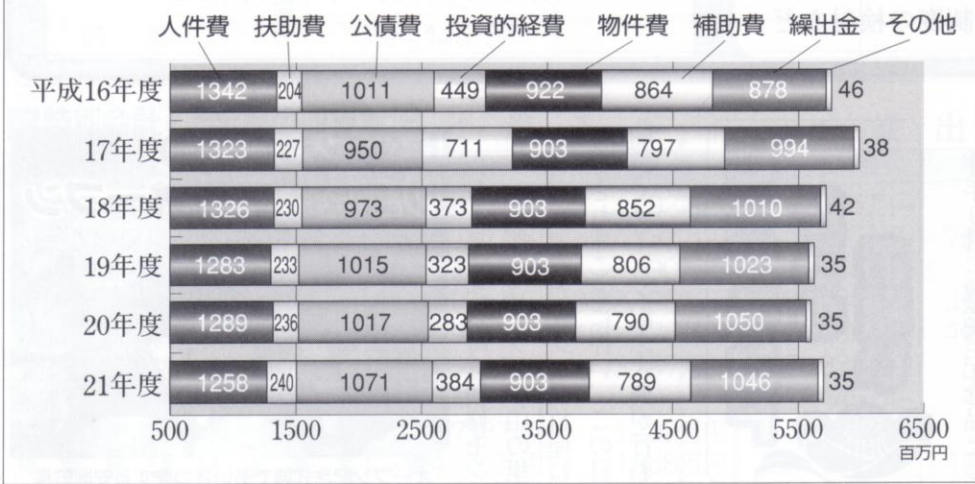 人件費 扶助費 公債費 投資的経費 物件費 補助費 繰出金 その他
平成16年度 1342 204 1011 449 922 864 878 46
17年度 1323 227 950 711 903 797 994 38
18年度 1326 230 973 373 903 852 1010 42
19年度 1283 233 1015 323 903 806 1023 35
20年度 1289 236 1017 283 903 790 1050 35
21年度 1258 240 1071 384 903 789 1046 35
500 1500 2500 3500 4500 5500 6500
百万円